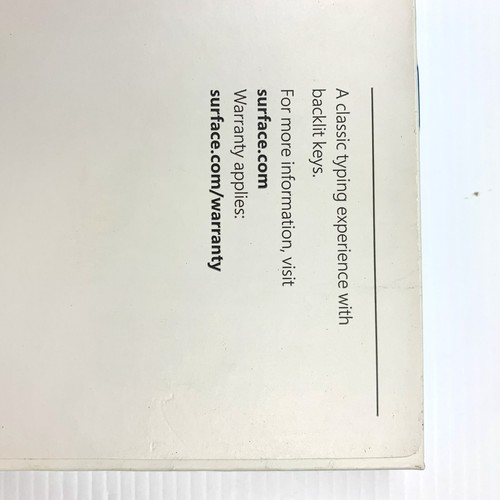 A classic typing experience with
backlit keys.
For more information, visit
surface.com
Warranty applies:
surface.com/warranty